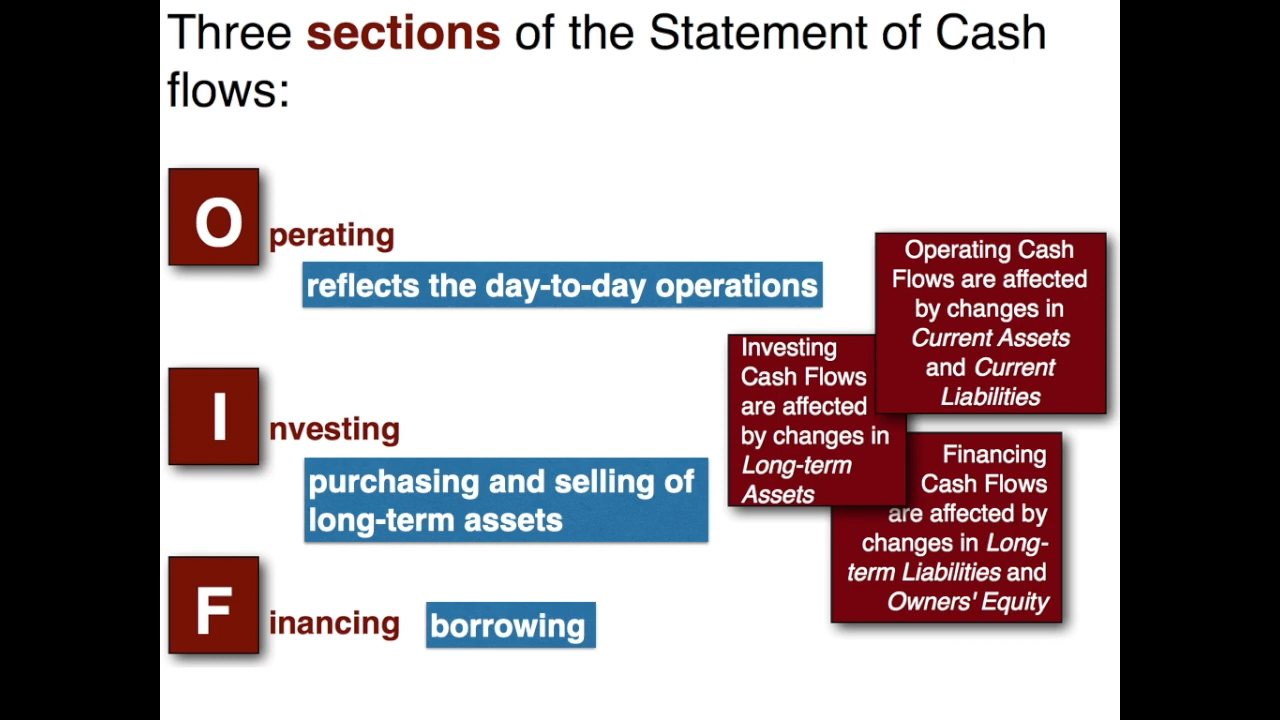 Three sections of the Statement of Cash
flows:
Operating
reflects the day-to-day operations
Investing
purchasing and selling of
long-term assets
Financing
borrowing
Operating Cash
Flows are affected
by changes in
Current Assets
and Current
Liabilities
Investing
Cash Flows
are affected
by changes in
Long-term
Assets
Financing
Cash Flows
are affected by
changes in Long-
term Liabilities and
Owners' Equity